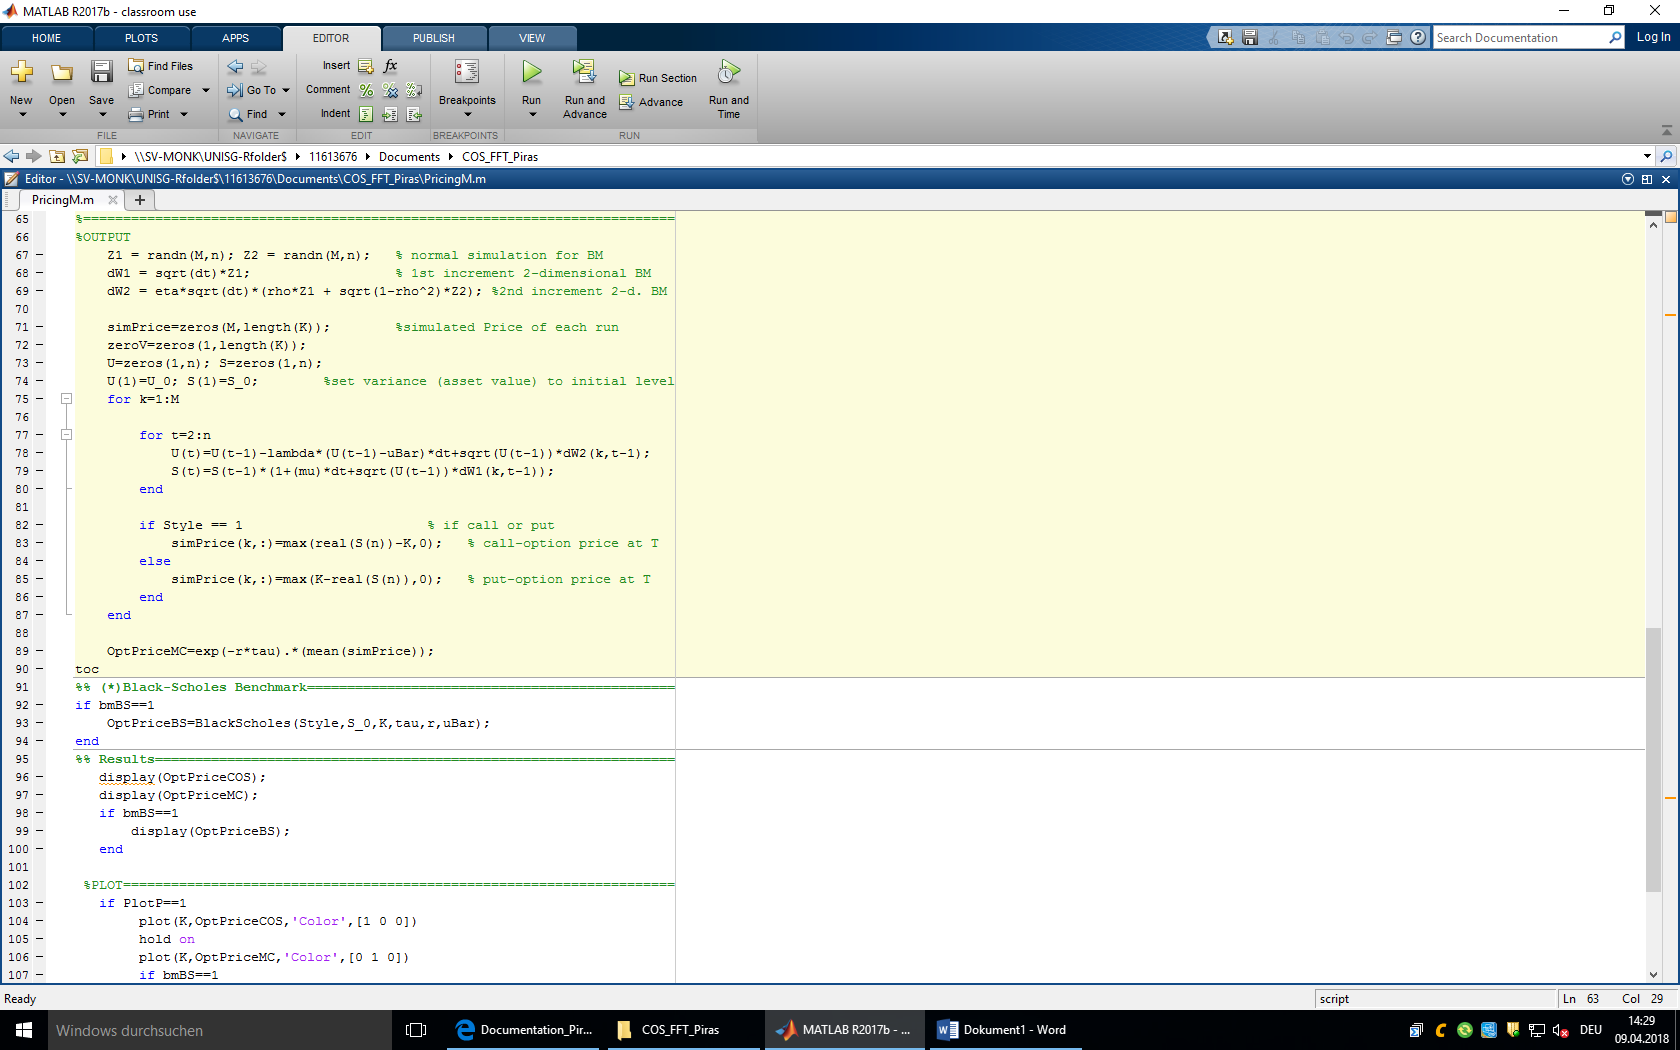 MATLAB R2017b - classroom use
HOME PLOTS APPS EDITOR PUBLISH VIEW
Search Documentation Log In
New Open Save Find Files Compare Print
Insert fx Comment Indent
Go To Find
Breakpoints
Run Run and Advance Run Section Advance Run and Time
FILE NAVIGATE EDIT BREAKPOINTS RUN
\\SV-MONK\UNISG-Rfolder$ 11613676 Documents COS_FFT_Piras
Editor - \\SV-MONK\UNISG-Rfolder$\11613676\Documents\COS_FFT_Piras\PricingM.m
PricingM.m × +
65 %==========================================================================
66 %OUTPUT
67 – Z1 = randn(M,n); Z2 = randn(M,n); % normal simulation for BM
68 – dW1 = sqrt(dt)*Z1; % 1st increment 2-dimensional BM
69 – dW2 = eta*sqrt(dt)*(rho*Z1 + sqrt(1-rho^2)*Z2); %2nd increment 2-d. BM
70
71 – simPrice=zeros(M,length(K)); %simulated Price of each run
72 – zeroV=zeros(1,length(K));
73 – U=zeros(1,n); S=zeros(1,n);
74 – U(1)=U_0; S(1)=S_0; %set variance (asset value) to initial level
75 – for k=1:M
76
77 – for t=2:n
78 – U(t)=U(t-1)-lambda*(U(t-1)-uBar)*dt+sqrt(U(t-1))*dW2(k,t-1);
79 – S(t)=S(t-1)*(1+(mu)*dt+sqrt(U(t-1))*dW1(k,t-1));
80 – end
81
82 – if Style == 1 % if call or put
83 – simPrice(k,:)=max(real(S(n))-K,0); % call-option price at T
84 – else
85 – simPrice(k,:)=max(K-real(S(n)),0); % put-option price at T
86 – end
87 – end
88
89 – OptPriceMC=exp(-r*tau).*(mean(simPrice));
90 – toc
91 %% (*)Black-Scholes Benchmark==============================================
92 – if bmBS==1
93 – OptPriceBS=BlackScholes(Style,S_0,K,tau,r,uBar);
94 – end
95 %% Results=================================================================
96 – display(OptPriceCOS);
97 – display(OptPriceMC);
98 – if bmBS==1
99 – display(OptPriceBS);
100 – end
101
102 %PLOT=====================================================================
103 – if PlotP==1
104 – plot(K,OptPriceCOS,'Color',[1 0 0])
105 – hold on
106 – plot(K,OptPriceMC,'Color',[0 1 0])
107 – if bmBS==1
Ready script Ln 63 Col 29
Windows durchsuchen Documentation_Pir... COS_FFT_Piras MATLAB R2017b - ... Dokument1 - Word DEU 14:29
09.04.2018